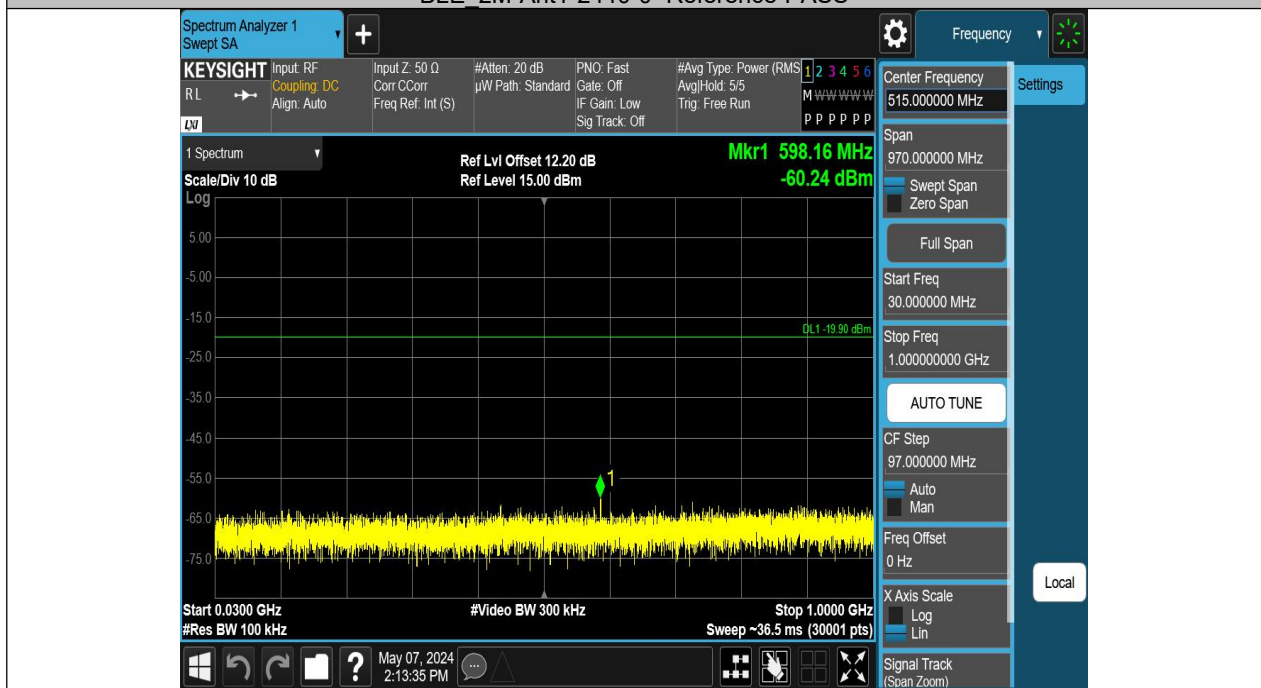 Spectrum Analyzer 1
Swept SA
+
Frequency
KEYSIGHT
RL
LXI
Input: RF
Coupling: DC
Align: Auto
Input Z: 50 Ω
Corr CCorr
Freq Ref: Int (S)
#Atten: 20 dB
µW Path: Standard
PNO: Fast
Gate: Off
IF Gain: Low
Sig Track: Off
#Avg Type: Power (RMS
Avg|Hold: 5/5
Trig: Free Run
1 2 3 4 5 6
M W W W W W
P P P P P P
Settings
Center Frequency
515.000000 MHz
Span
970.000000 MHz
Swept Span
Zero Span
Full Span
Start Freq
30.000000 MHz
Stop Freq
1.000000000 GHz
AUTO TUNE
CF Step
97.000000 MHz
Auto
Man
Freq Offset
0 Hz
X Axis Scale
Log
Lin
Signal Track
(Span Zoom)
Local
1 Spectrum
Scale/Div 10 dB
Log
Ref Lvl Offset 12.20 dB
Ref Level 15.00 dBm
Mkr1 598.16 MHz
-60.24 dBm
5.00
-5.00
-15.0
DL1 -19.90 dBm
-25.0
-35.0
-45.0
-55.0
1
-65.0
-75.0
Start 0.0300 GHz
#Res BW 100 kHz
#Video BW 300 kHz
Stop 1.0000 GHz
Sweep ~36.5 ms (30001 pts)
?
May 07, 2024
2:13:35 PM